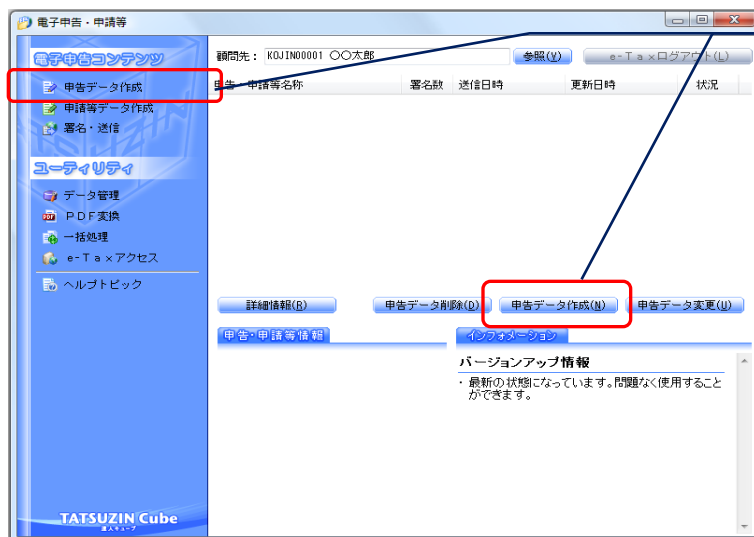 電子申告・申請等
電子申告コンテンツ
申告データ作成
申請等データ作成
署名・送信
ユーティリティ
データ管理
PDF変換
一括処理
e-Taxアクセス
ヘルプトピック
TATSUZIN Cube
達人キューブ
顧問先： KOJIN00001 〇〇太郎
参照(Y)
e-Taxログアウト(L)
申告・申請等名称 署名数 送信日時 更新日時 状況
詳細情報(R) 申告データ削除(D) 申告データ作成(N) 申告データ変更(U)
申告・申請等情報
インフォメーション
バージョンアップ情報
・最新の状態になっています。問題なく使用すること
ができます。